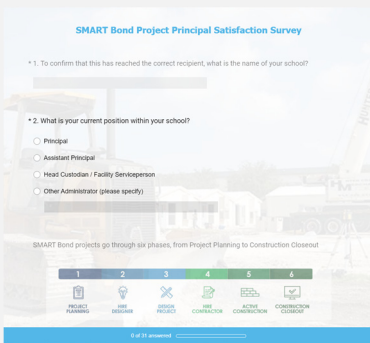 SMART Bond Project Principal Satisfaction Survey
* 1. To confirm that this has reached the correct recipient, what is the name of your school?
* 2. What is your current position within your school?
Principal
Assistant Principal
Head Custodian / Facility Serviceperson
Other Administrator (please specify)
SMART Bond projects go through six phases, from Project Planning to Construction Closeout
1 2 3 4 5 6
PROJECT PLANNING
HIRE DESIGNER
DESIGN PROJECT
HIRE CONTRACTOR
ACTIVE CONSTRUCTION
CONSTRUCTION CLOSEOUT
0 of 31 answered